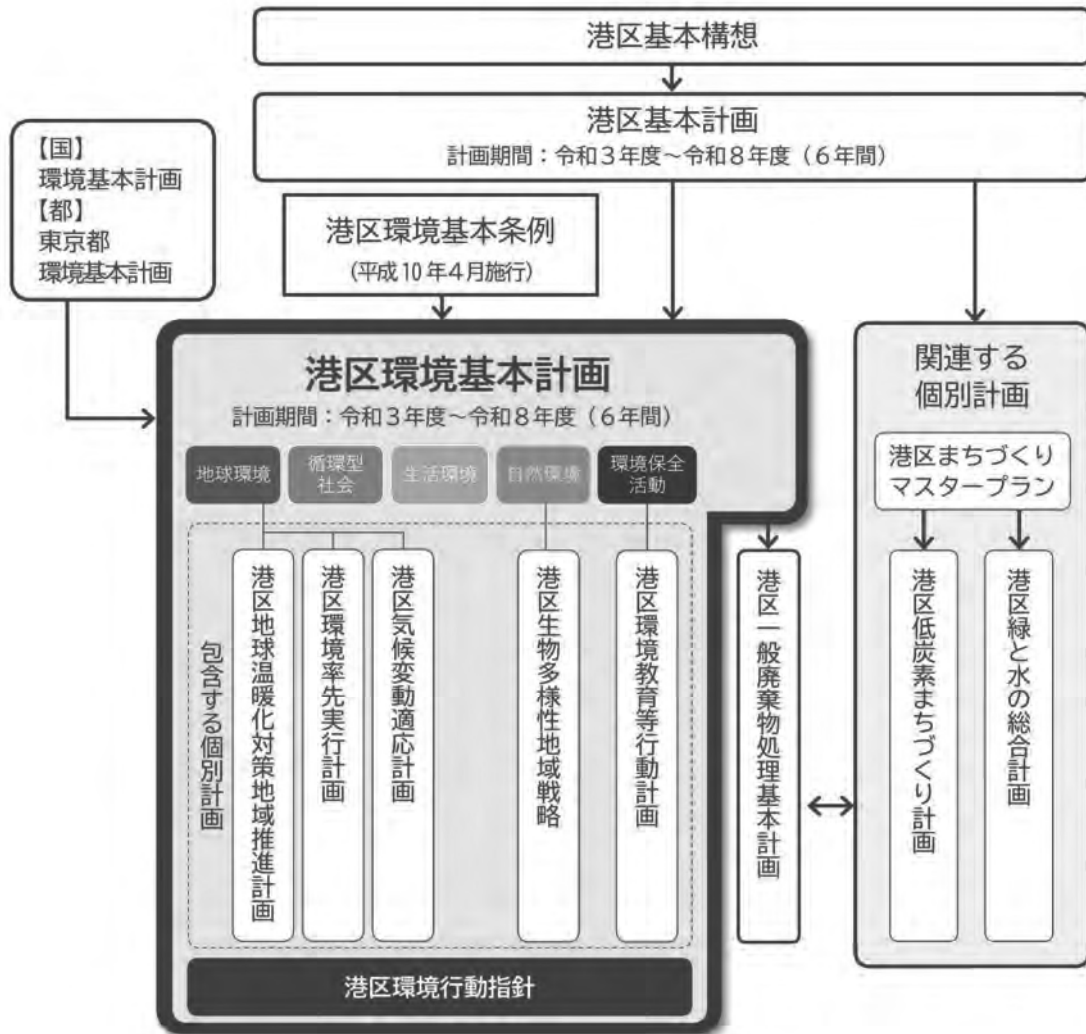 港区基本構想
港区基本計画
計画期間：令和３年度～令和８年度（６年間）
【国】
環境基本計画
【都】
東京都
環境基本計画
港区環境基本条例
（平成10年４月施行）
港区環境基本計画
計画期間：令和３年度～令和８年度（６年間）
地球環境
循環型
社会
生活環境
自然環境
環境保全
活動
包含する個別計画
港区地球温暖化対策地域推進計画
港区環境率先実行計画
港区気候変動適応計画
港区生物多様性地域戦略
港区環境教育等行動計画
港区環境行動指針
港区一般廃棄物処理基本計画
関連する
個別計画
港区まちづくり
マスタープラン
港区低炭素まちづくり計画
港区緑と水の総合計画